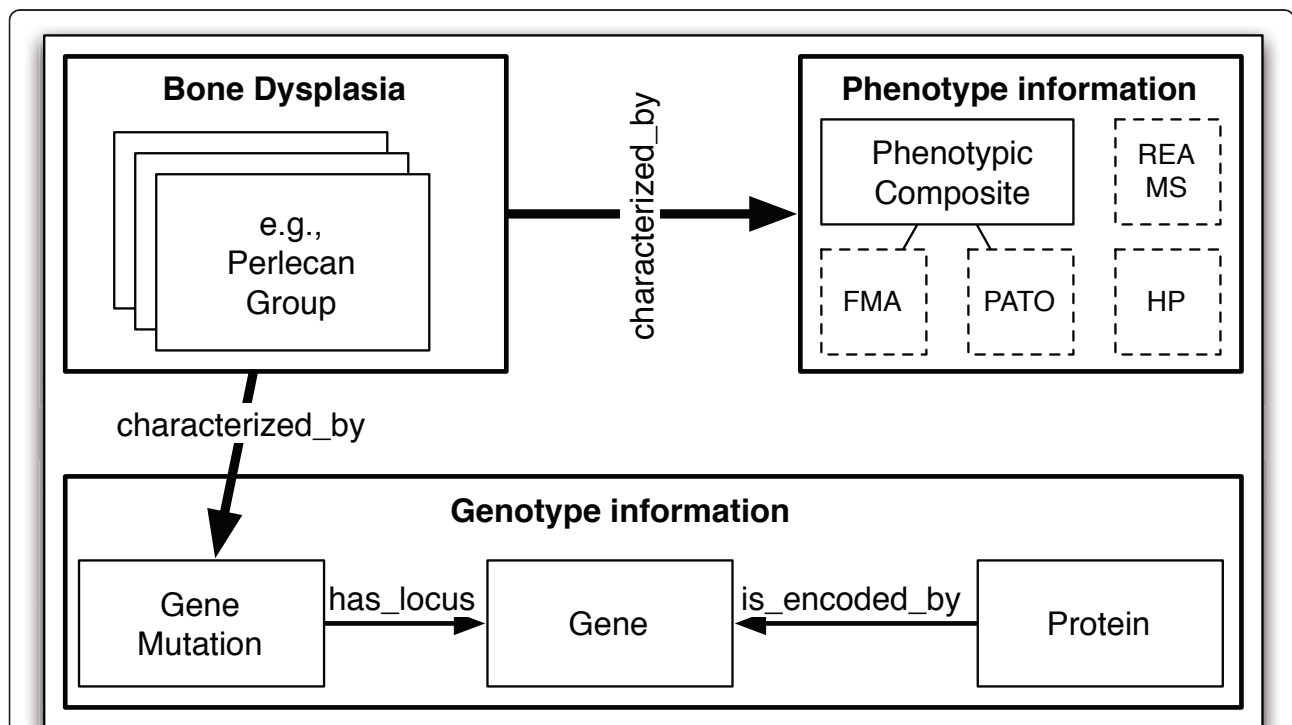 Bone Dysplasia
e.g.,
Perlecan
Group
characterized_by
Phenotype information
Phenotypic
Composite
REA
MS
FMA
PATO
HP
characterized_by
Genotype information
Gene
Mutation
has_locus
Gene
is_encoded_by
Protein